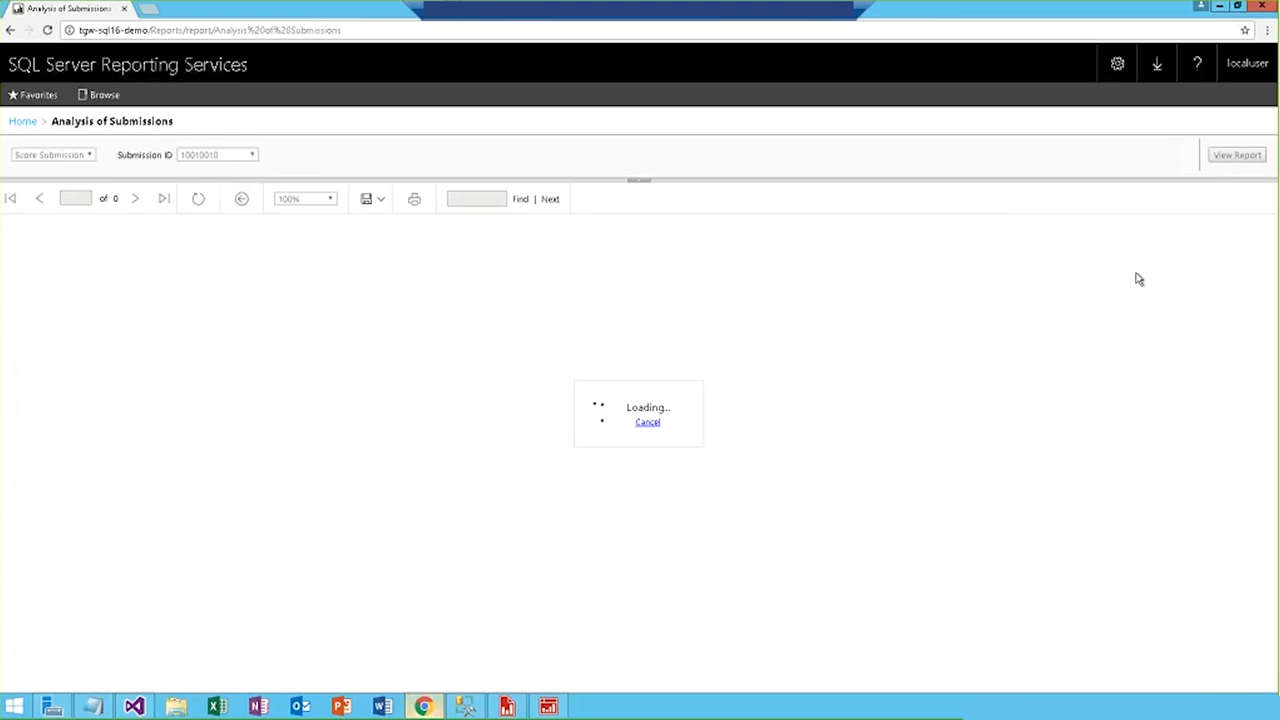 Analysis of Submissions
tgw-sql16-demo/Reports/report/Analysis%20of%20Submissions
SQL Server Reporting Services
localuser
Favorites
Browse
Home > Analysis of Submissions
Score Submission
Submission ID
10010010
View Report
of 0
100%
Find | Next
Loading...
Cancel